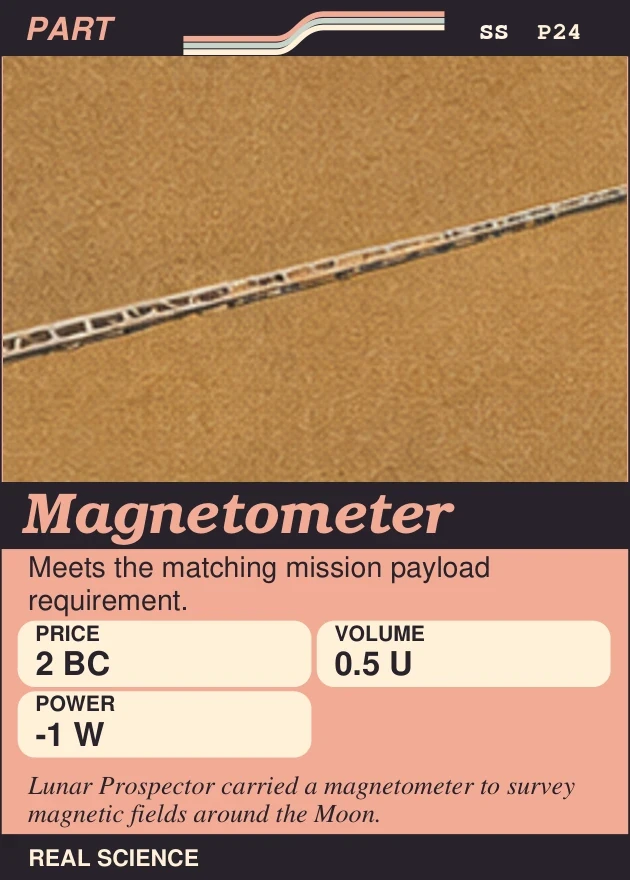 PART
SS P24
Magnetometer
Meets the matching mission payload
requirement.
PRICE
2 BC
VOLUME
0.5 U
POWER
-1 W
Lunar Prospector carried a magnetometer to survey
magnetic fields around the Moon.
REAL SCIENCE